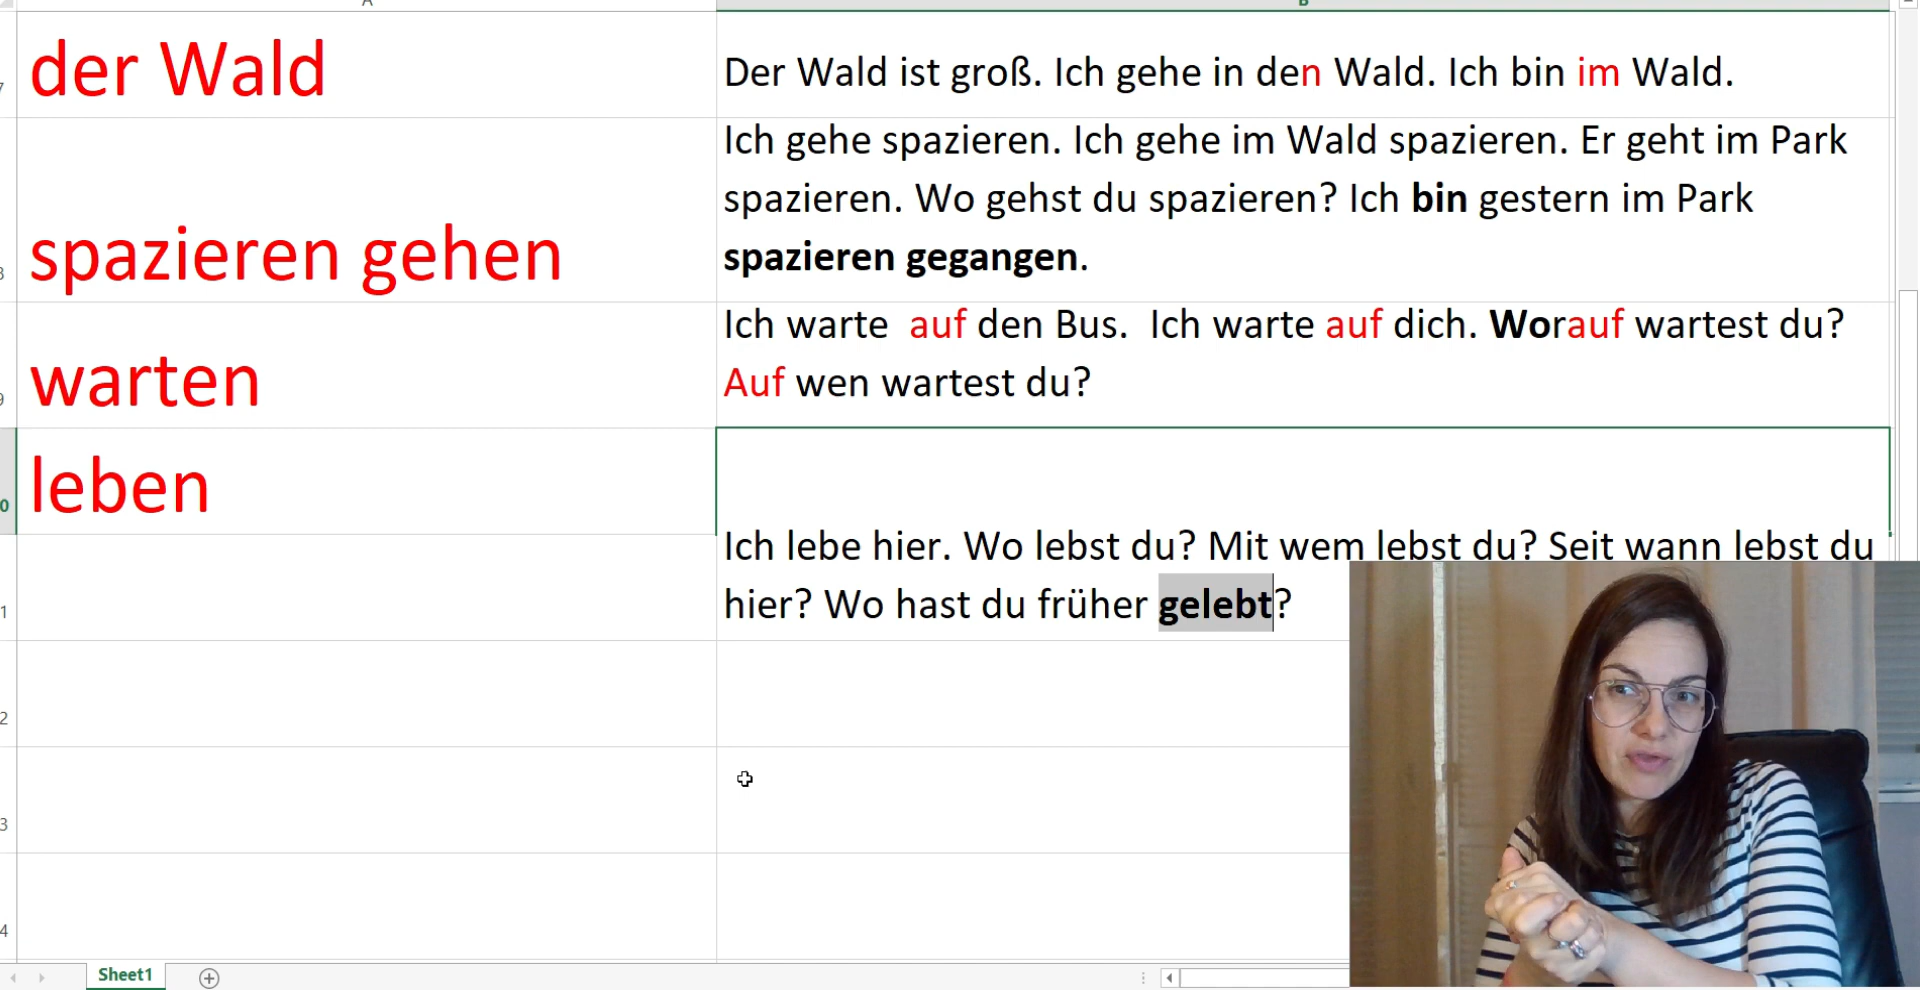 A
B
der Wald
Der Wald ist groß. Ich gehe in den Wald. Ich bin im Wald.
spazieren gehen
Ich gehe spazieren. Ich gehe im Wald spazieren. Er geht im Park
spazieren. Wo gehst du spazieren? Ich bin gestern im Park
spazieren gegangen.
warten
Ich warte  auf den Bus.  Ich warte auf dich. Worauf wartest du?
Auf wen wartest du?
leben
Ich lebe hier. Wo lebst du? Mit wem lebst du? Seit wann lebst du
hier? Wo hast du früher gelebt?
Sheet1